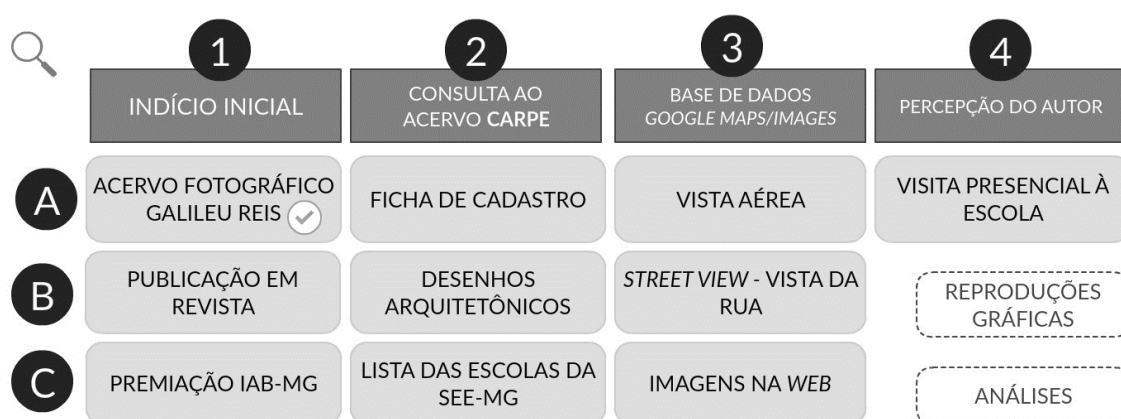 1
2
3
4
INDÍCIO INICIAL
CONSULTA AO
ACERVO CARPE
BASE DE DADOS
GOOGLE MAPS/IMAGES
PERCEPÇÃO DO AUTOR
A
ACERVO FOTOGRÁFICO
GALILEU REIS
FICHA DE CADASTRO
VISTA AÉREA
VISITA PRESENCIAL À
ESCOLA
B
PUBLICAÇÃO EM
REVISTA
DESENHOS
ARQUITETÔNICOS
STREET VIEW - VISTA DA
RUA
REPRODUÇÕES
GRÁFICAS
C
PREMIAÇÃO IAB-MG
LISTA DAS ESCOLAS DA
SEE-MG
IMAGENS NA WEB
ANÁLISES